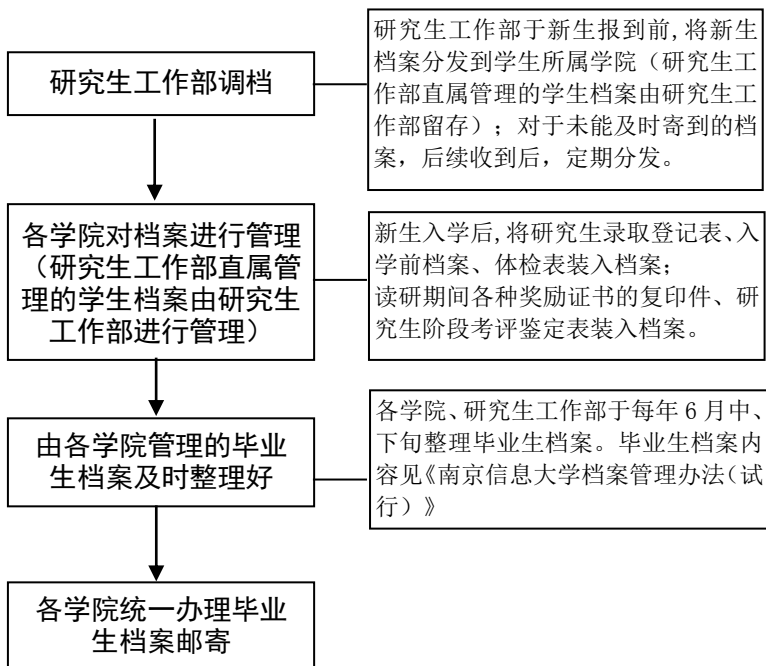 研究生工作部调档
研究生工作部于新生报到前,将新生
档案分发到学生所属学院（研究生工
作部直属管理的学生档案由研究生工
作部留存）；对于未能及时寄到的档
案，后续收到后，定期分发。
各学院对档案进行管理
（研究生工作部直属管
理的学生档案由研究生
工作部进行管理）
新生入学后,将研究生录取登记表、入
学前档案、体检表装入档案；
读研期间各种奖励证书的复印件、研
究生阶段考评鉴定表装入档案。
由各学院管理的毕业
生档案及时整理好
各学院、研究生工作部于每年 6 月中、
下旬整理毕业生档案。毕业生档案内
容见《南京信息大学档案管理办法（试
行）》
各学院统一办理毕业
生档案邮寄